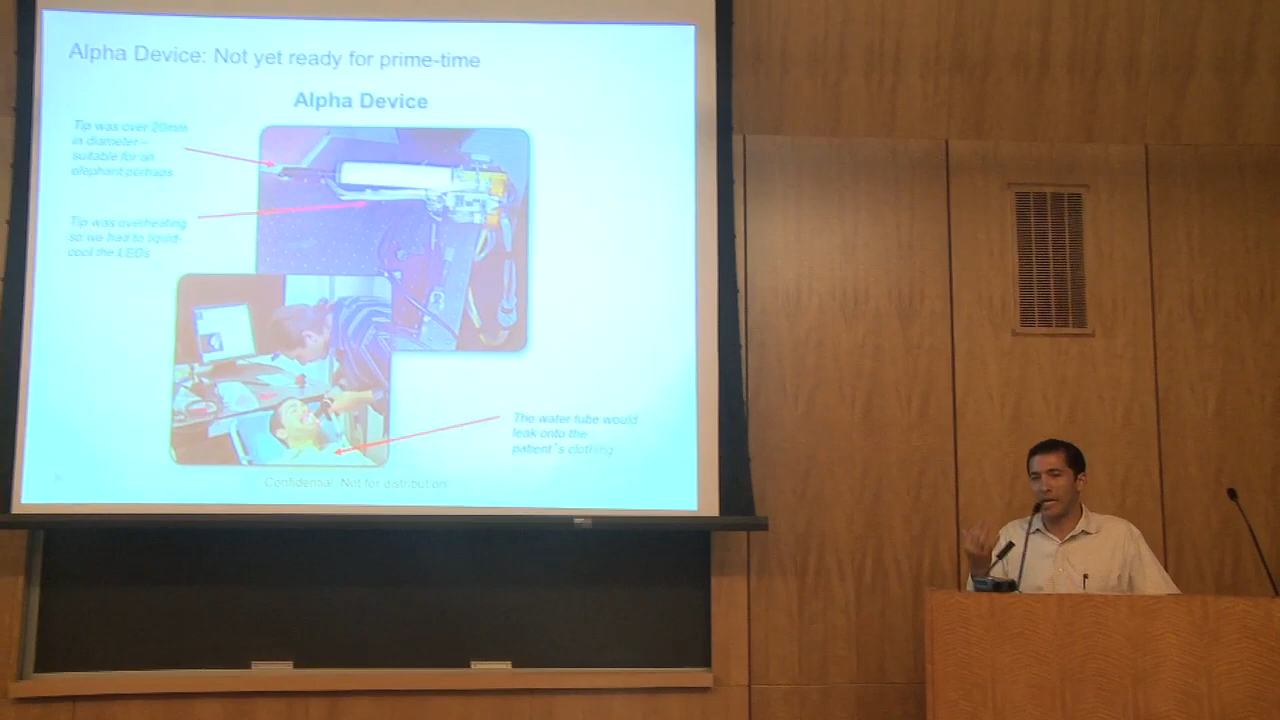 Alpha Device: Not yet ready for prime-time
Alpha Device
Tip was over 20mm
in diameter –
suitable for an
elephant perhaps
Tip was overheating
so we had to liquid-
cool the LEDs
The water tube would
leak onto the
patient's clothing
Confidential. Not for distribution